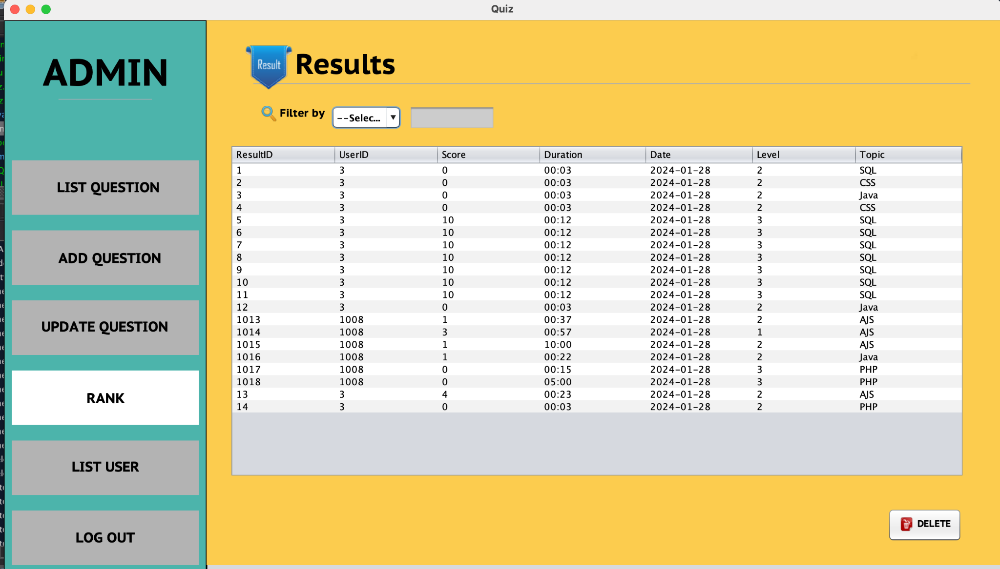 Quiz
ADMIN
LIST QUESTION
ADD QUESTION
UPDATE QUESTION
RANK
LIST USER
LOG OUT
Result Results
Filter by --Selec...
ResultID UserID Score Duration Date Level Topic
1 3 0 00:03 2024-01-28 2 SQL
2 3 0 00:03 2024-01-28 2 CSS
3 3 0 00:03 2024-01-28 2 Java
4 3 0 00:03 2024-01-28 2 CSS
5 3 10 00:12 2024-01-28 3 SQL
6 3 10 00:12 2024-01-28 3 SQL
7 3 10 00:12 2024-01-28 3 SQL
8 3 10 00:12 2024-01-28 3 SQL
9 3 10 00:12 2024-01-28 3 SQL
10 3 10 00:12 2024-01-28 3 SQL
11 3 10 00:12 2024-01-28 3 SQL
12 3 0 00:03 2024-01-28 2 Java
1013 1008 1 00:37 2024-01-28 2 AJS
1014 1008 3 00:57 2024-01-28 1 AJS
1015 1008 1 10:00 2024-01-28 2 AJS
1016 1008 1 00:22 2024-01-28 2 Java
1017 1008 0 00:15 2024-01-28 3 PHP
1018 1008 0 05:00 2024-01-28 3 PHP
13 3 4 00:23 2024-01-28 2 AJS
14 3 0 00:03 2024-01-28 2 PHP
DELETE